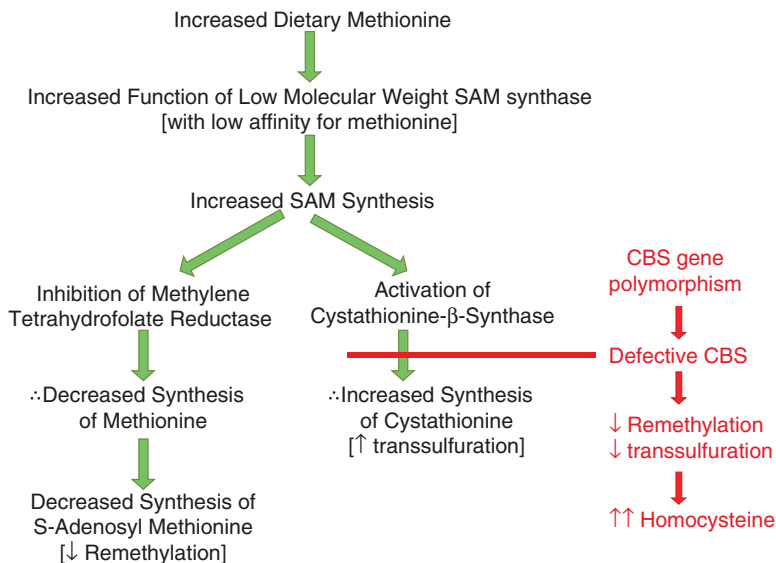 Increased Dietary Methionine
Increased Function of Low Molecular Weight SAM synthase
[with low affinity for methionine]
Increased SAM Synthesis
Inhibition of Methylene
Tetrahydrofolate Reductase
∴Decreased Synthesis
of Methionine
Decreased Synthesis of
S-Adenosyl Methionine
[↓ Remethylation]
Activation of
Cystathionine-β-Synthase
∴Increased Synthesis
of Cystathionine
[↑ transsulfuration]
CBS gene
polymorphism
Defective CBS
↓ Remethylation
↓ transsulfuration
↑↑ Homocysteine